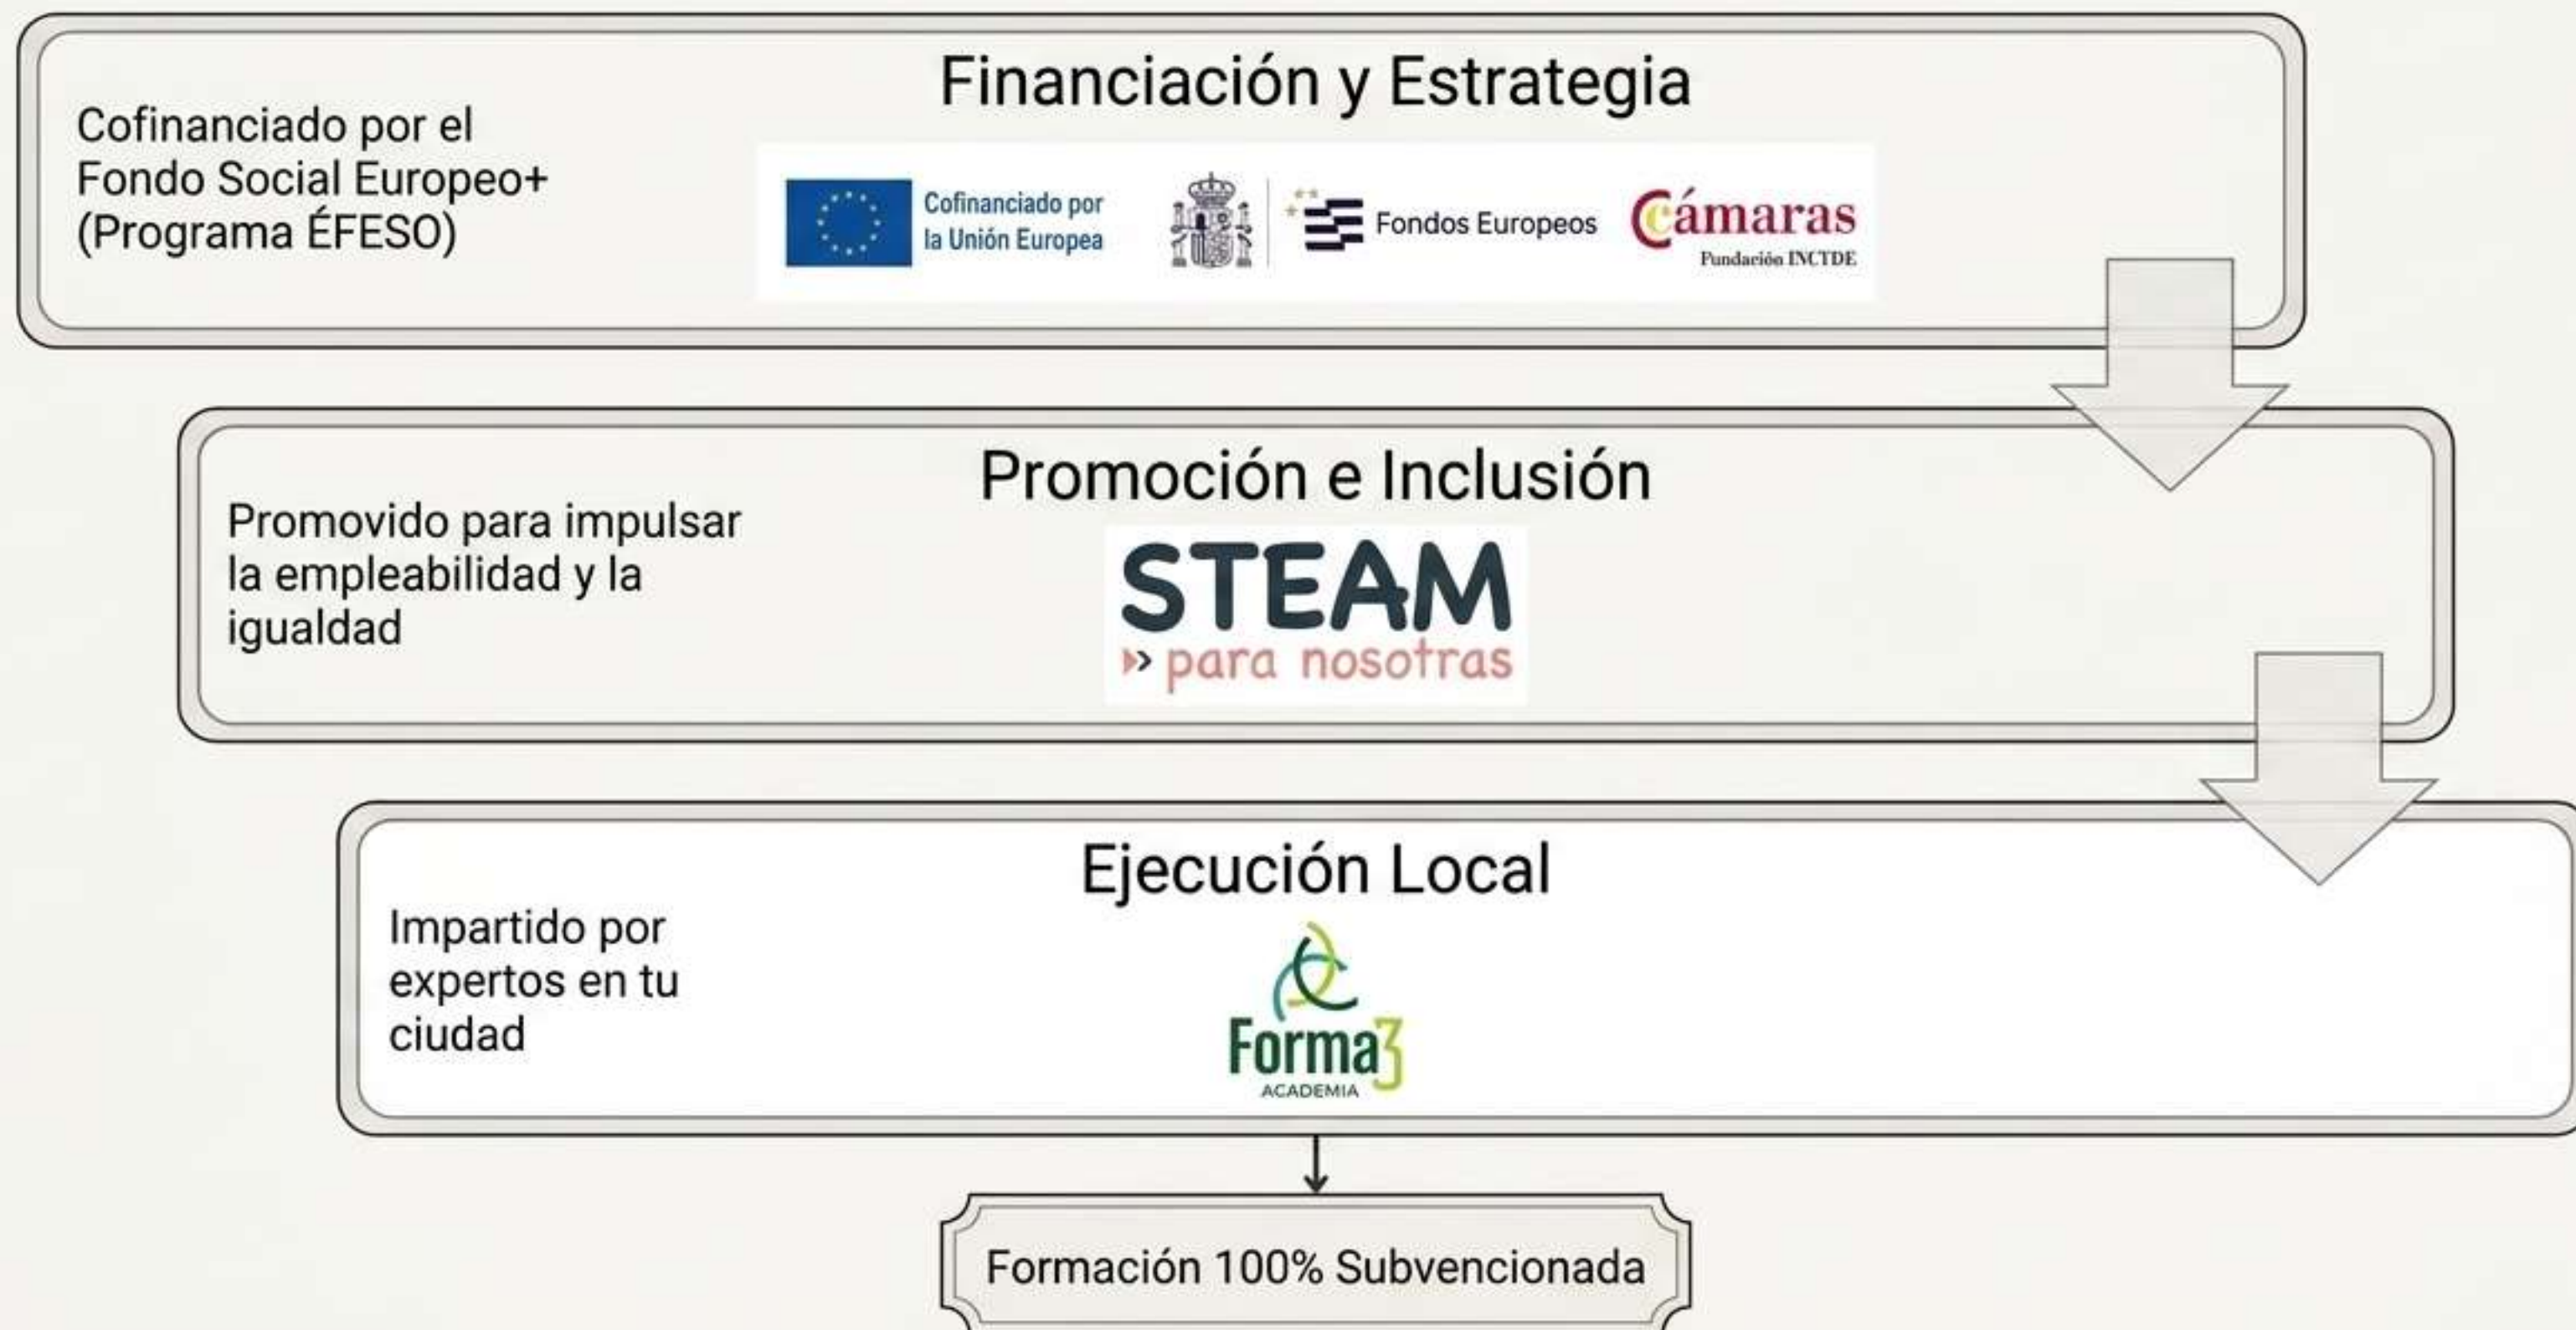 Financiación y Estrategia
Cofinanciado por el
Fondo Social Europeo+
(Programa ÉFESO)
Cofinanciado por
la Unión Europea
Fondos Europeos
Cámaras
Fundación INCYDE
Promoción e Inclusión
Promovido para impulsar
la empleabilidad y la
igualdad
STEAM
para nosotras
Ejecución Local
Impartido por
expertos en tu
ciudad
Forma3
ACADEMIA
Formación 100% Subvencionada